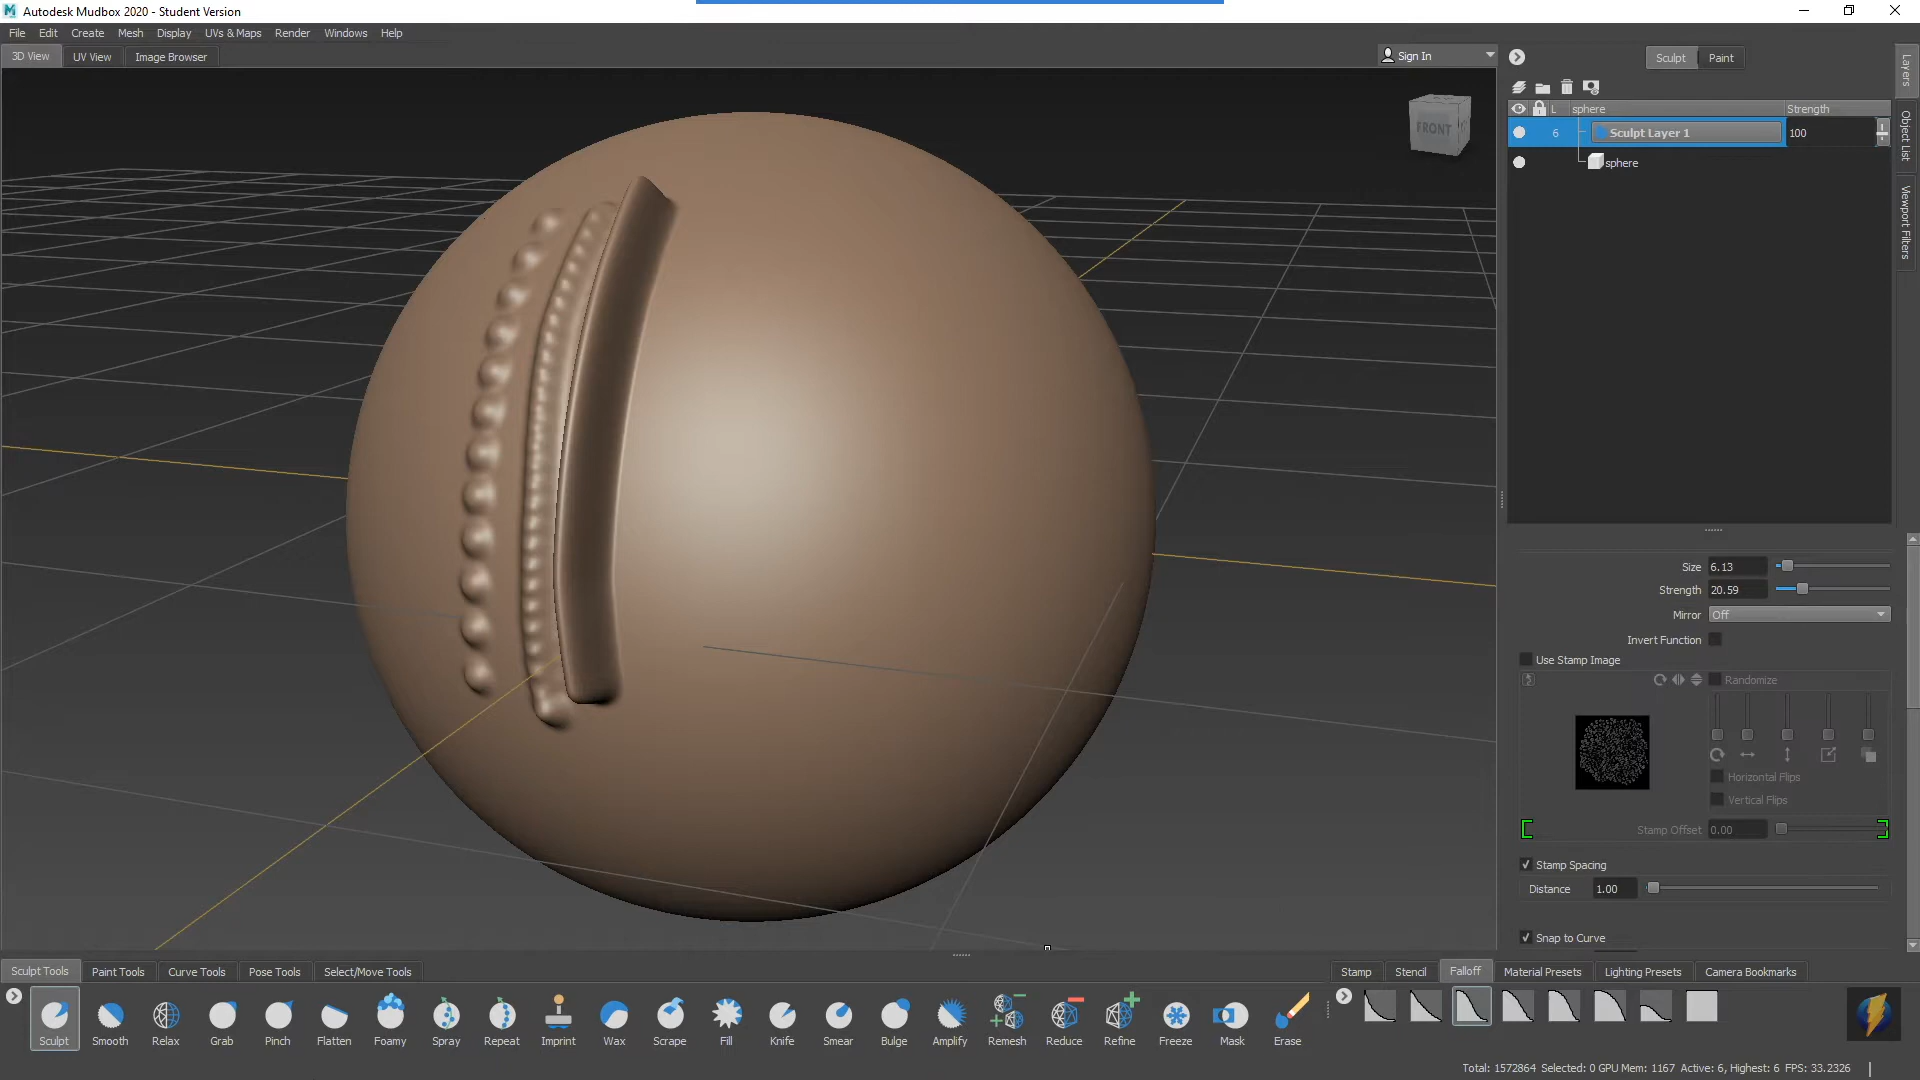 Autodesk Mudbox 2020 - Student Version
File Edit Create Mesh Display UVs & Maps Render Windows Help
3D View UV View Image Browser Sign In Sculpt Paint
FRONT
L sphere Strength
6 Sculpt Layer 1 100
sphere
Layers
Object List
Viewport Filters
Size 6.13
Strength 20.59
Mirror Off
Invert Function
Use Stamp Image
Randomize
Horizontal Flips
Vertical Flips
Stamp Offset 0.00
Stamp Spacing
Distance 1.00
Snap to Curve
Sculpt Tools Paint Tools Curve Tools Pose Tools Select/Move Tools Stamp Stencil Falloff Material Presets Lighting Presets Camera Bookmarks
Sculpt Smooth Relax Grab Pinch Flatten Foamy Spray Repeat Imprint Wax Scrape Fill Knife Smear Bulge Amplify Remesh Reduce Refine Freeze Mask Erase
Total: 1572864 Selected: 0 GPU Mem: 1167 Active: 6, Highest: 6 FPS: 33.2326